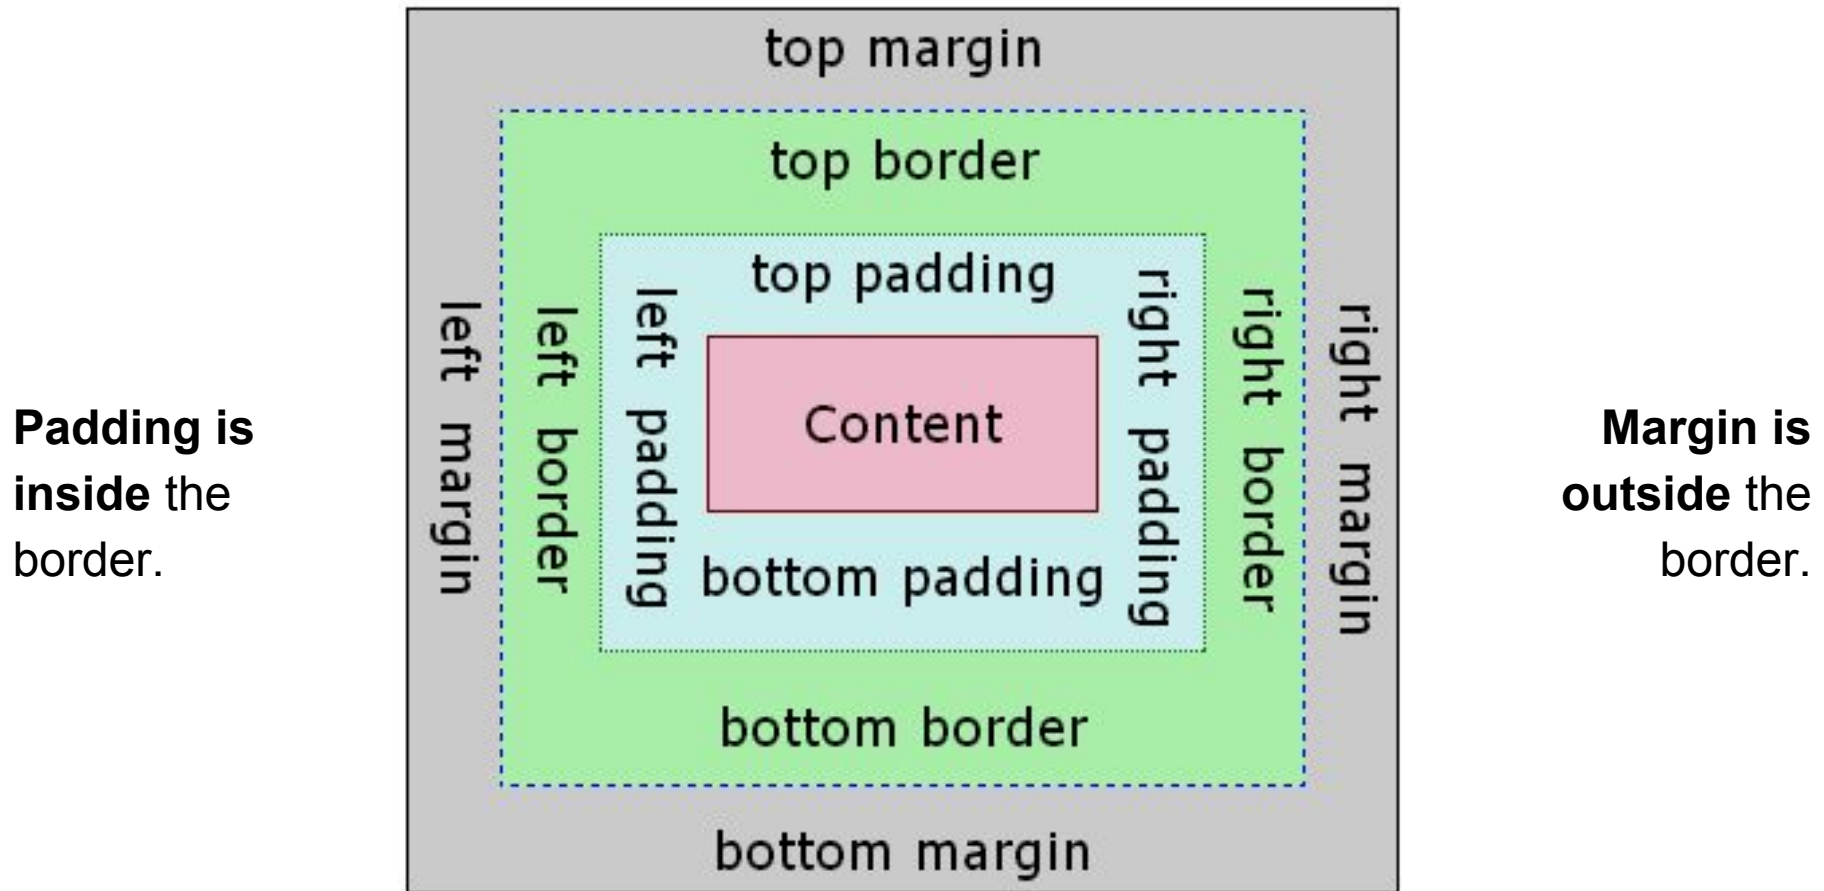 top margin
top border
top padding
left margin
left border
left padding
Content
right padding
right border
right margin
bottom padding
bottom border
bottom margin
Padding is
inside the
border.
Margin is
outside the
border.